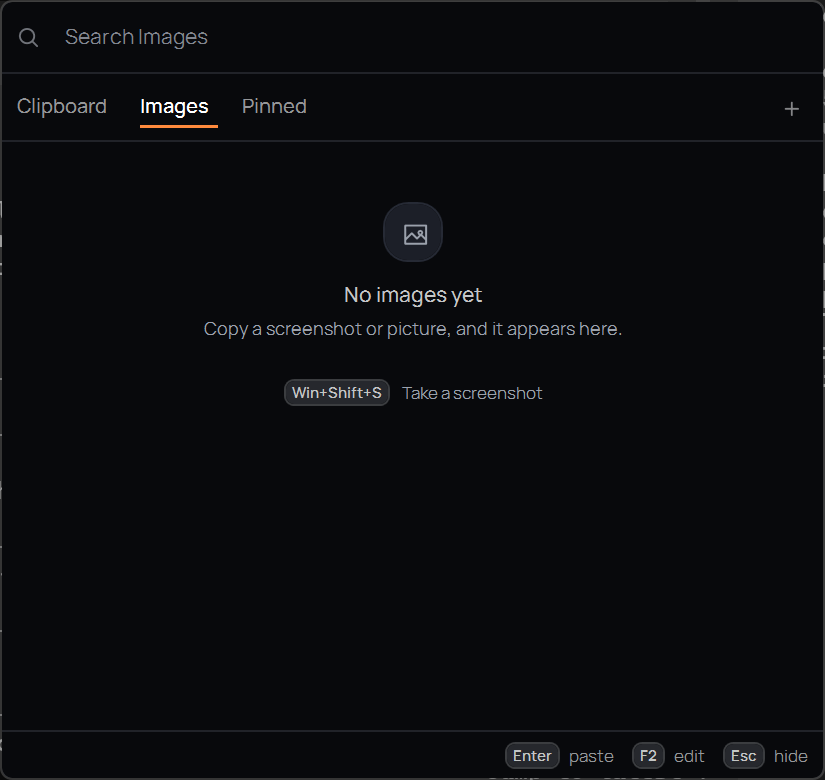 Search Images
Clipboard Images Pinned +
No images yet
Copy a screenshot or picture, and it appears here.
Win+Shift+S Take a screenshot
Enter paste F2 edit Esc hide